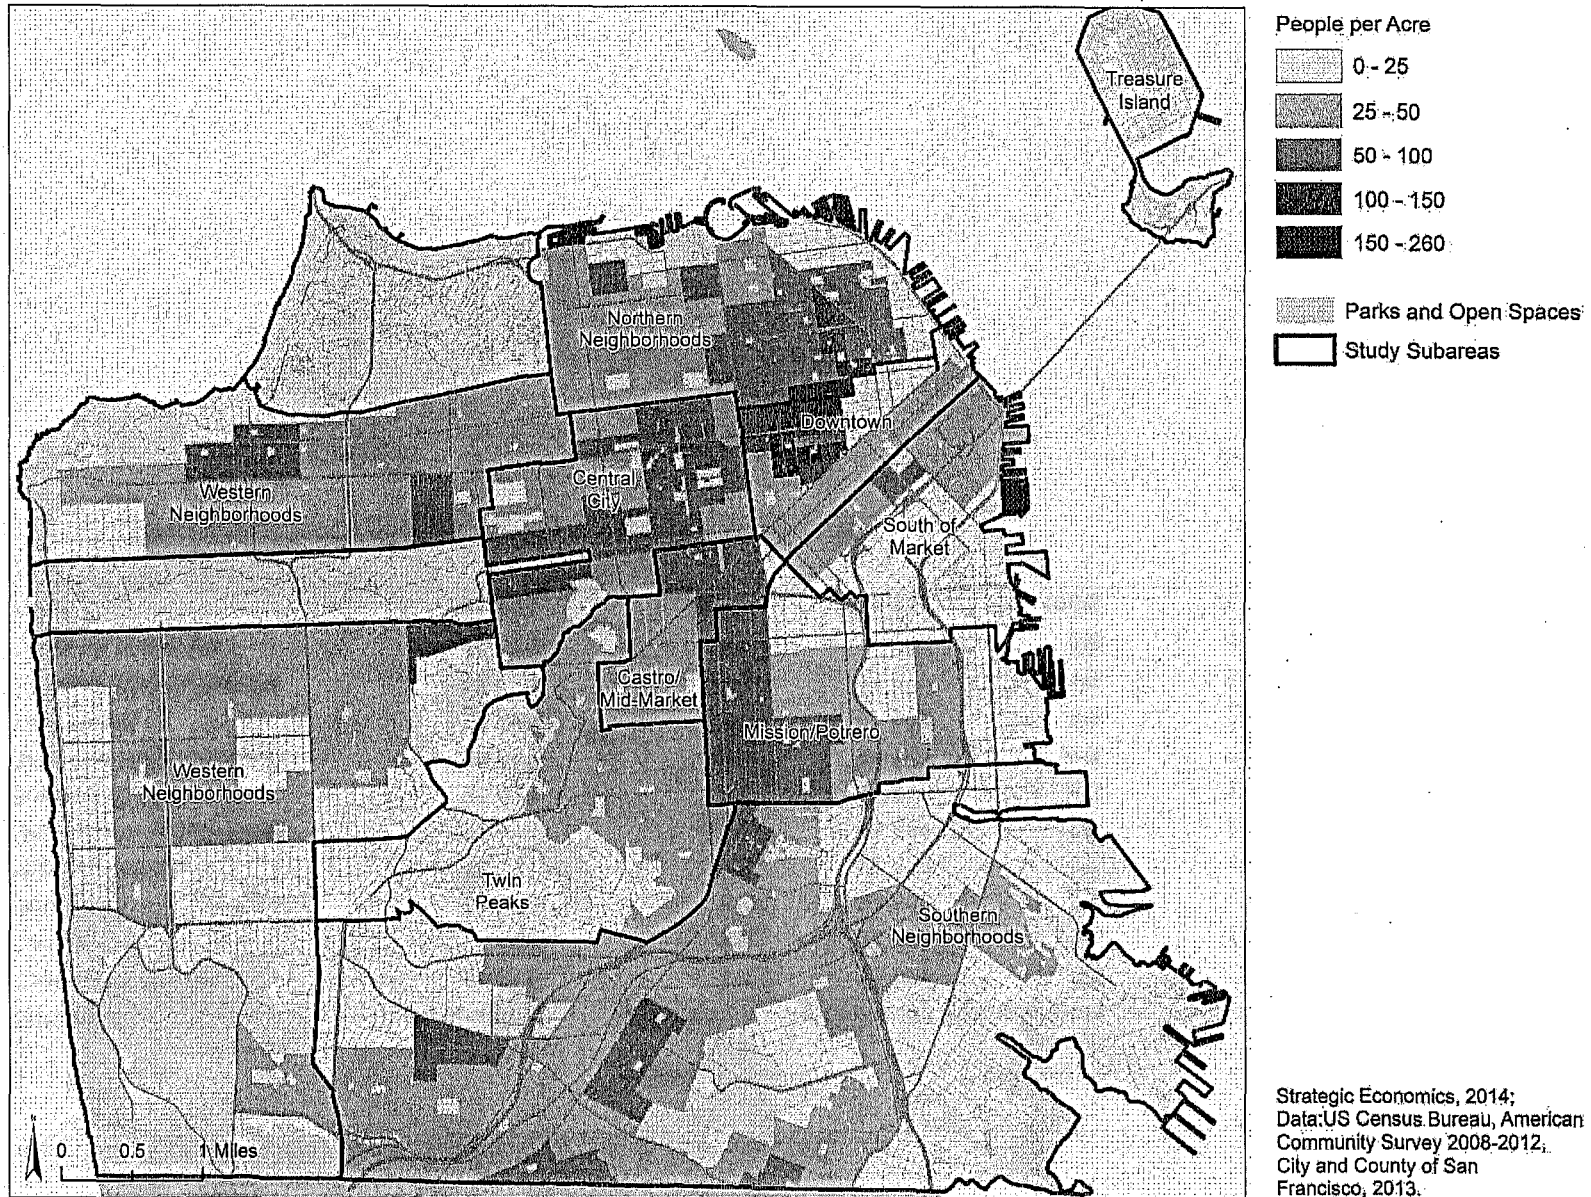 People per Acre
0 - 25
25 - 50
50 - 100
100 - 150
150 - 260
Parks and Open Spaces
Study Subareas
Treasure
Island
Northern
Neighborhoods
Downtown
Central
City
Western
Neighborhoods
South of
Market
Castro/
Mid-Market
Mission/Potrero
Western
Neighborhoods
Twin
Peaks
Southern
Neighborhoods
0 0.5 1 Miles
Strategic Economics, 2014;
Data:US Census Bureau, American
Community Survey 2008-2012;
City and County of San
Francisco, 2013.